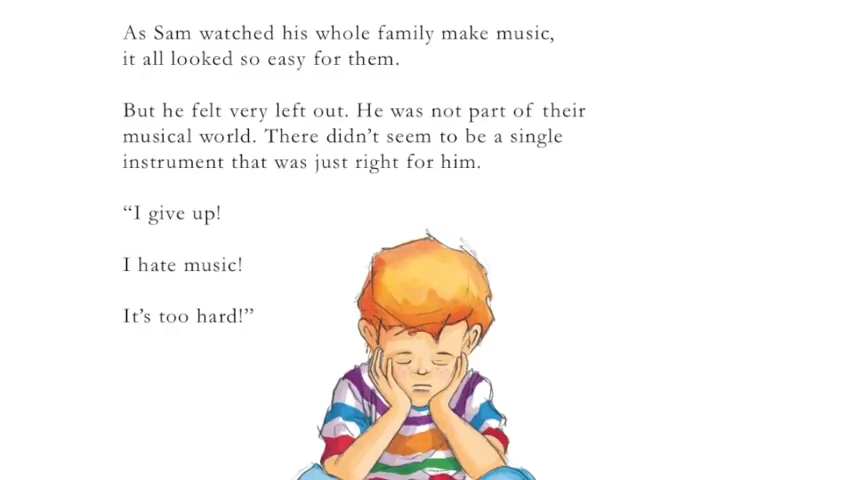 As Sam watched his whole family make music,
it all looked so easy for them.
But he felt very left out. He was not part of their
musical world. There didn’t seem to be a single
instrument that was just right for him.
“I give up!
I hate music!
It’s too hard!”